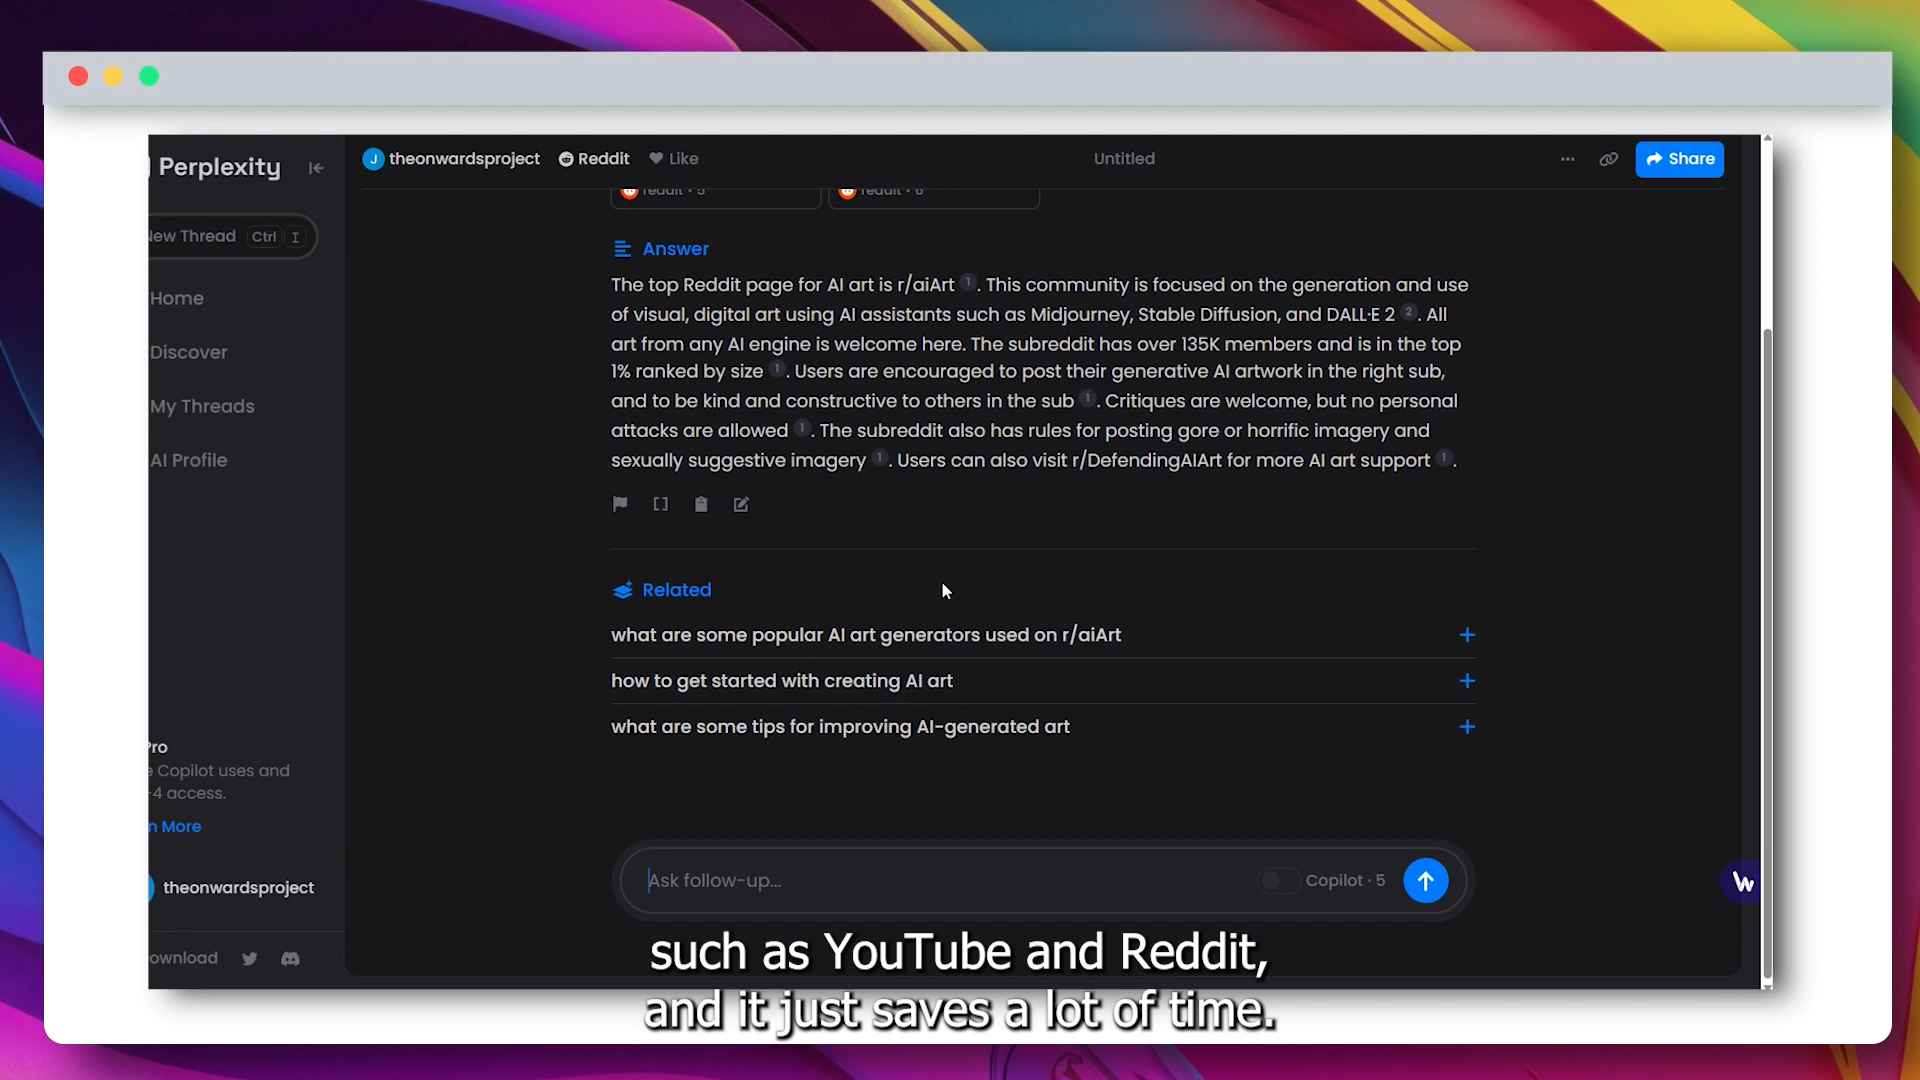 Perplexity
theonwardsproject Reddit Like
Untitled
Share
reddit · 5
reddit · 6
New Thread Ctrl I
Home
Discover
My Threads
AI Profile
Answer
The top Reddit page for AI art is r/aiArt 1. This community is focused on the generation and use
of visual, digital art using AI assistants such as Midjourney, Stable Diffusion, and DALL·E 2 2. All
art from any AI engine is welcome here. The subreddit has over 135K members and is in the top
1% ranked by size 1. Users are encouraged to post their generative AI artwork in the right sub,
and to be kind and constructive to others in the sub 1. Critiques are welcome, but no personal
attacks are allowed 1. The subreddit also has rules for posting gore or horrific imagery and
sexually suggestive imagery 1. Users can also visit r/DefendingAIArt for more AI art support 1.
Related
what are some popular AI art generators used on r/aiArt
how to get started with creating AI art
what are some tips for improving AI-generated art
Pro
e Copilot uses and
-4 access.
n More
theonwardsproject
ownload
Ask follow-up...
Copilot · 5
such as YouTube and Reddit,
and it just saves a lot of time.